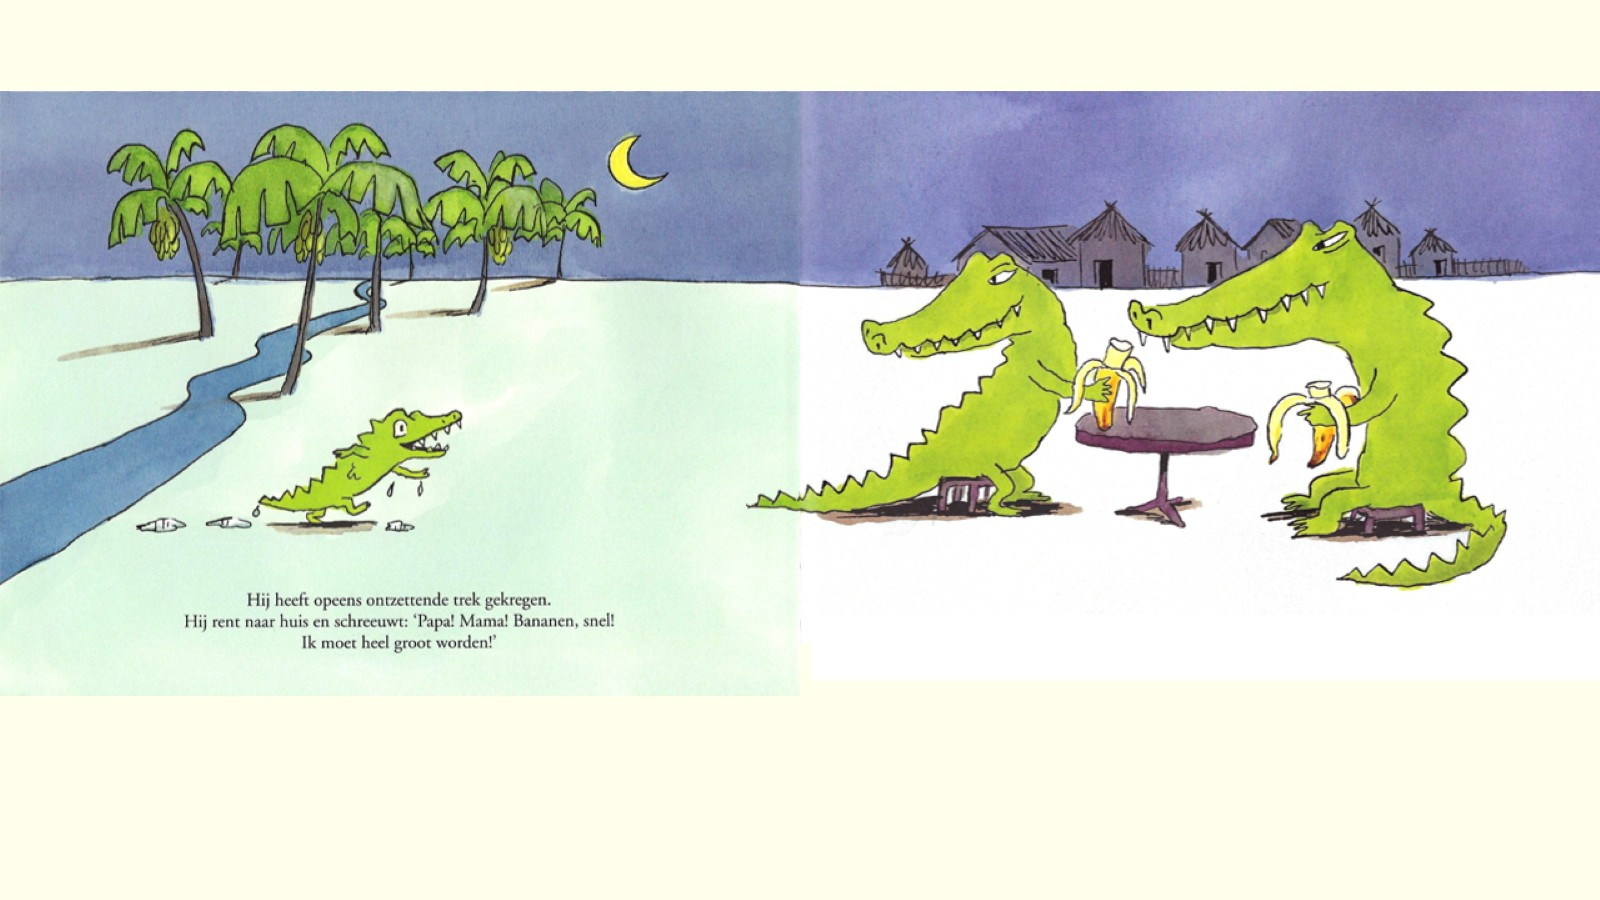 Hij heeft opeens ontzettende trek gekregen.
Hij rent naar huis en schreeuwt: ‘Papa! Mama! Bananen, snel!
Ik moet heel groot worden!’